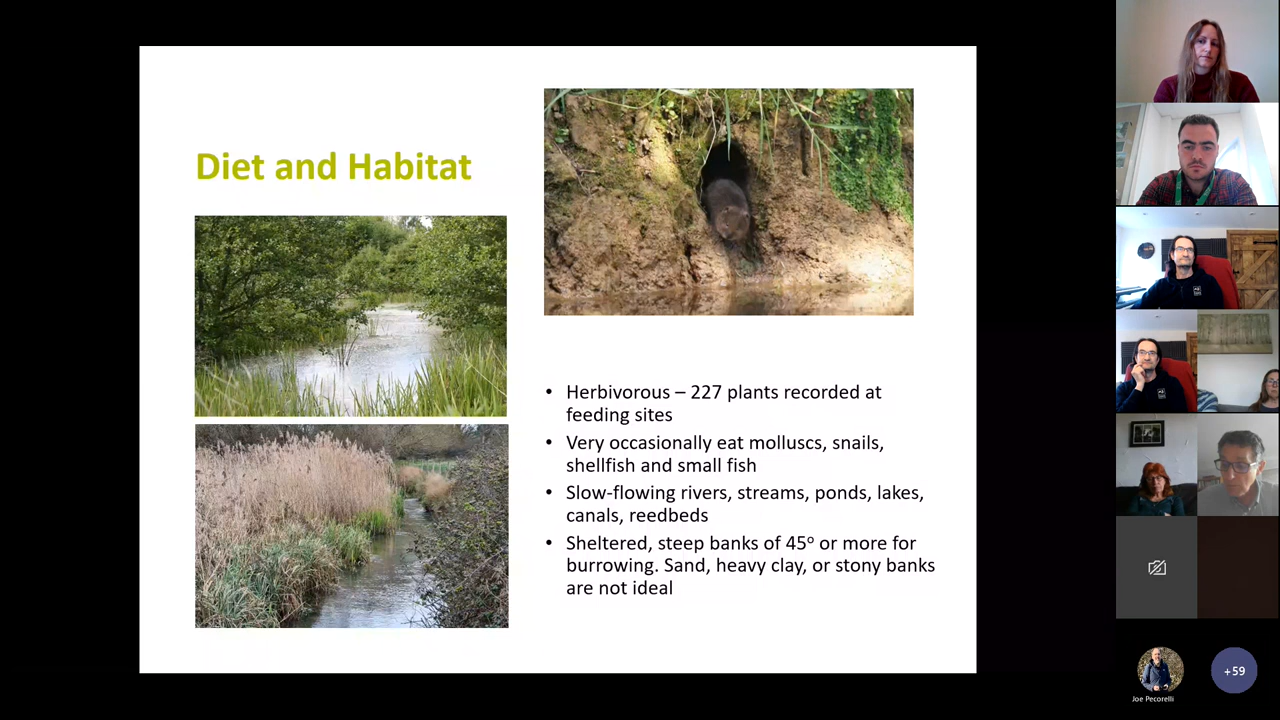 Diet and Habitat
• Herbivorous – 227 plants recorded at
feeding sites
• Very occasionally eat molluscs, snails,
shellfish and small fish
• Slow-flowing rivers, streams, ponds, lakes,
canals, reedbeds
• Sheltered, steep banks of 45º or more for
burrowing. Sand, heavy clay, or stony banks
are not ideal
Joe Pecorelli
+59